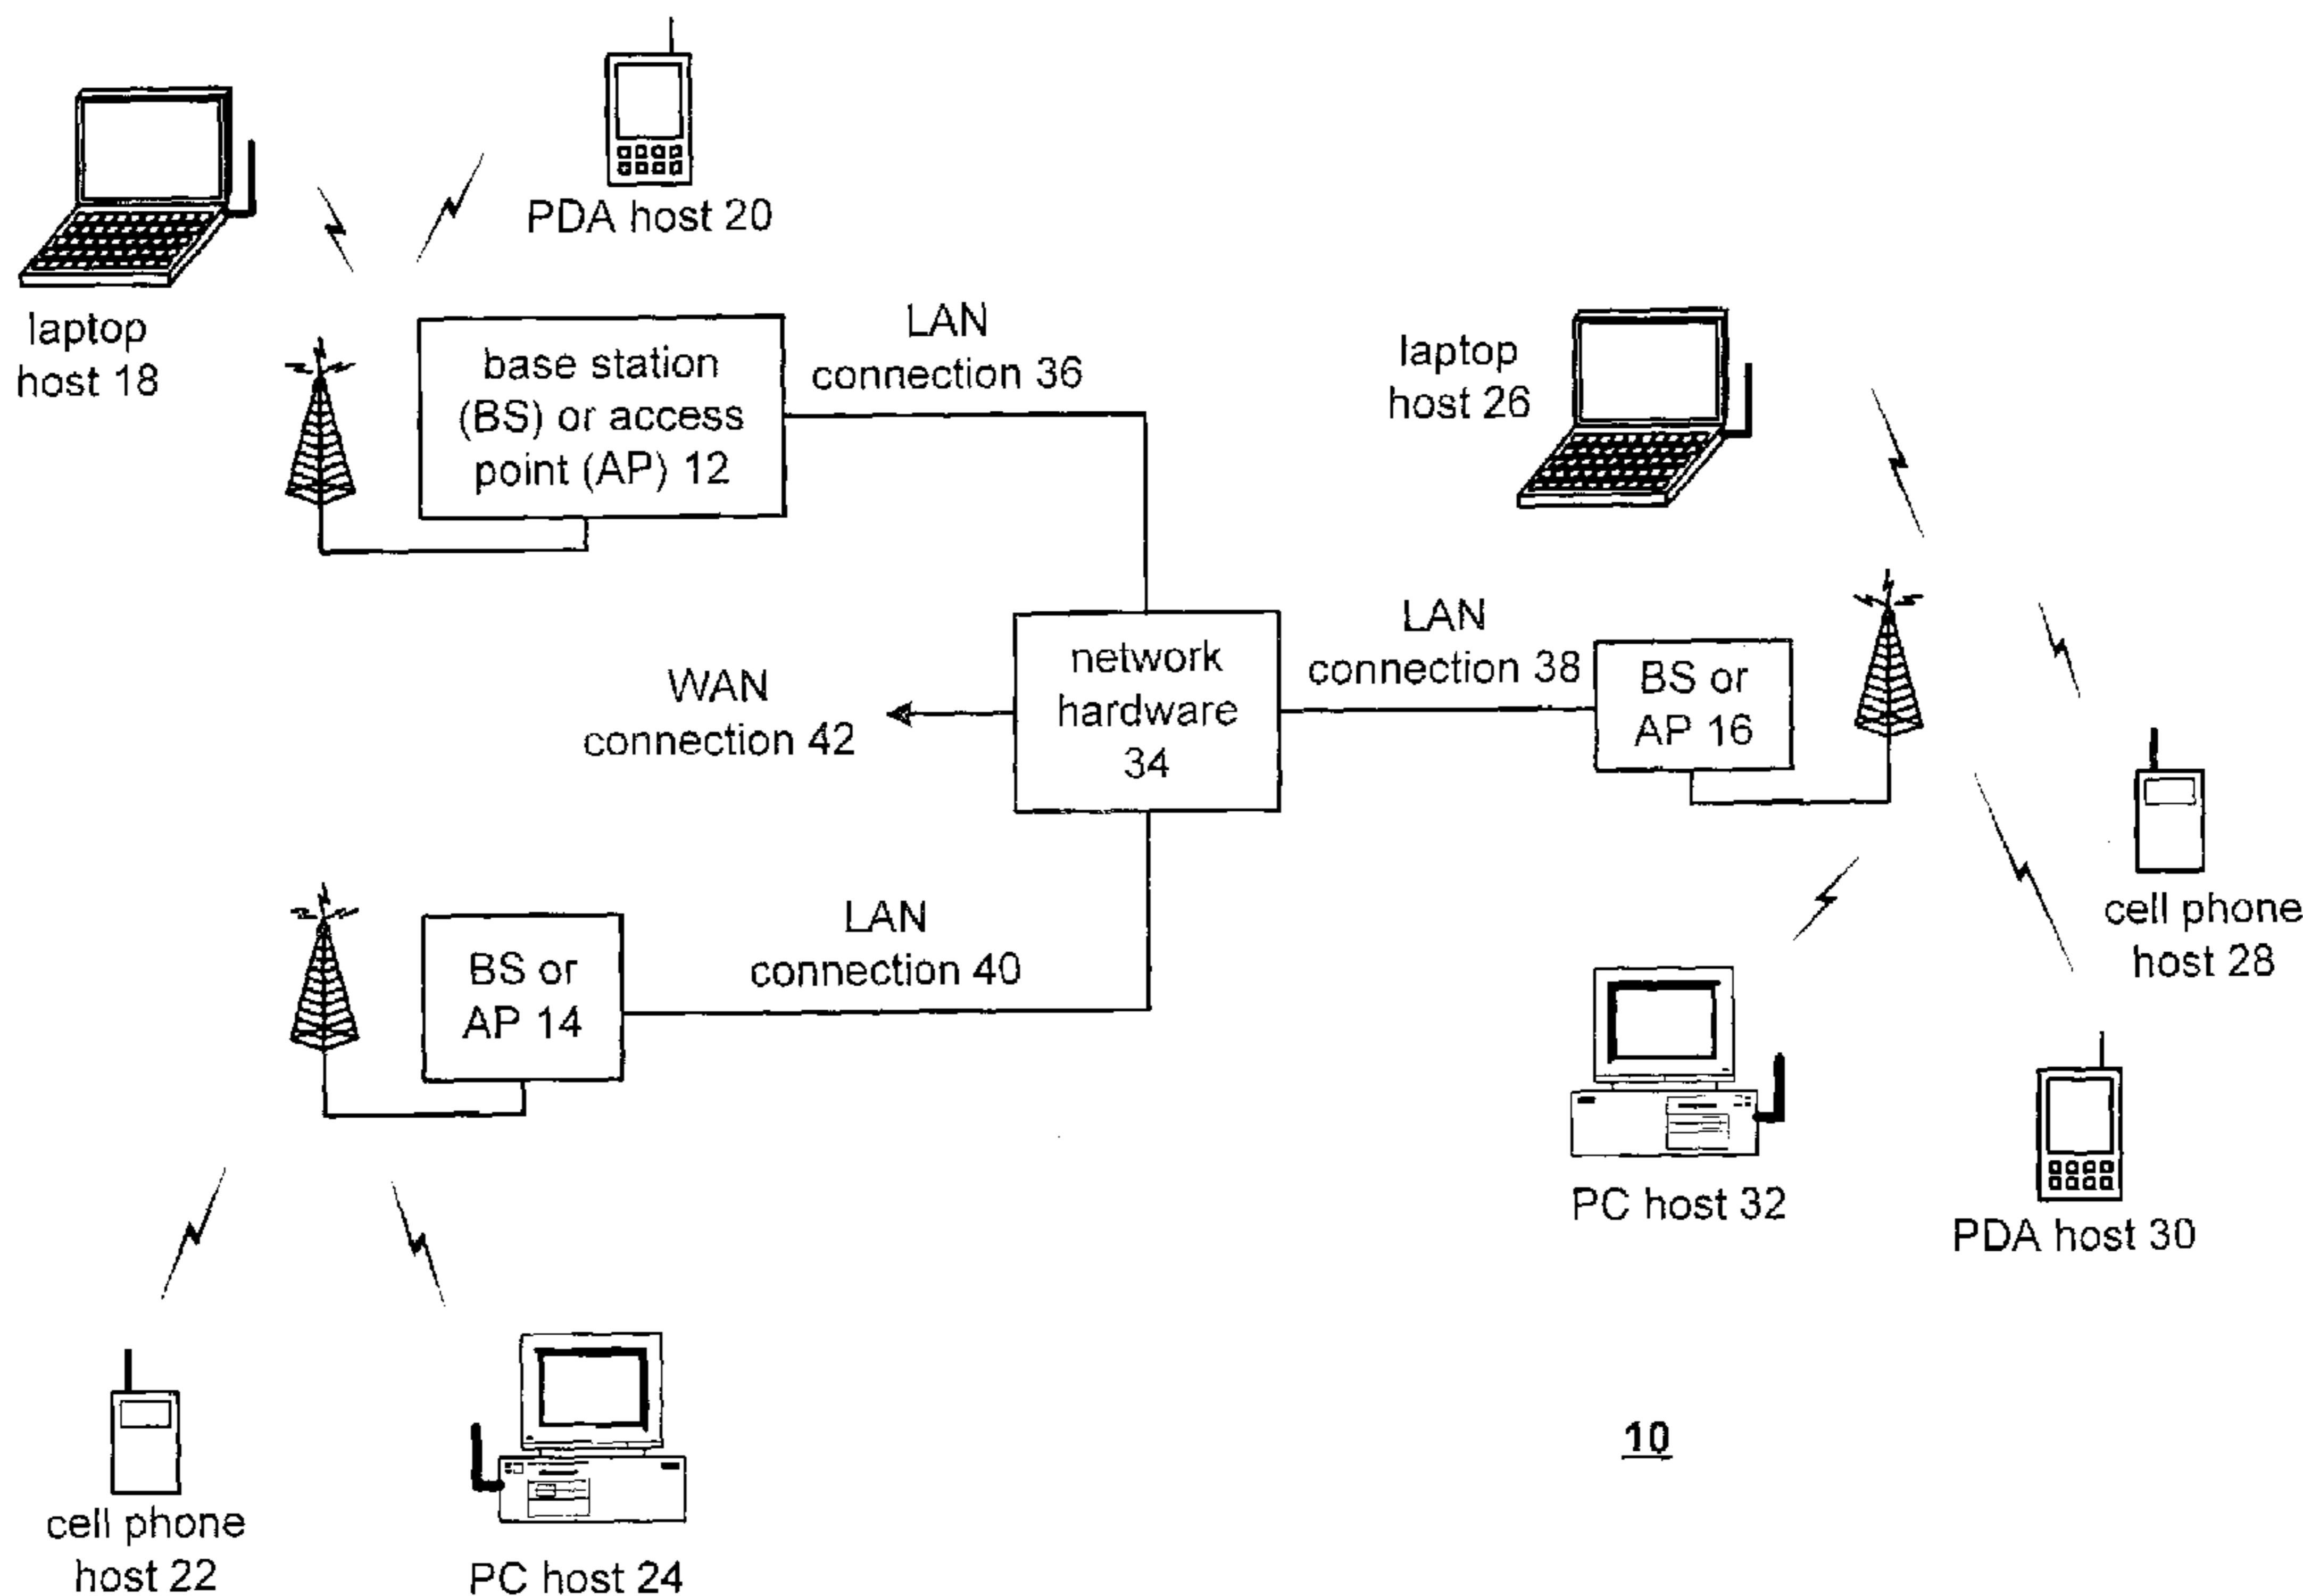 PDA host 20
laptop
host 18
base station
(BS) or access
point (AP) 12
LAN
connection 36
laptop
host 26
network
hardware
34
WAN
connection 42
LAN
connection 38
BS or
AP 16
cell phone
host 28
BS or
AP 14
LAN
connection 40
PC host 32
PDA host 30
cell phone
host 22
PC host 24
10